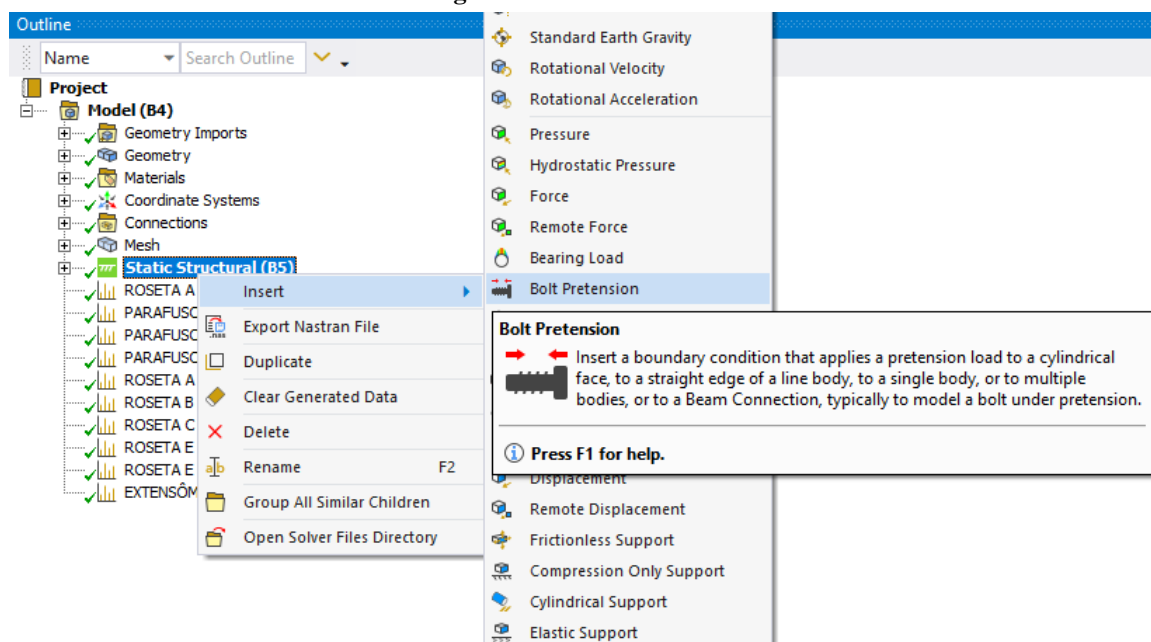 Outline
Name
Search Outline
Project
Model (B4)
Geometry Imports
Geometry
Materials
Coordinate Systems
Connections
Mesh
Static Structural (B5)
ROSETA A
PARAFUSO
PARAFUSO
PARAFUSO
ROSETA A
ROSETA B
ROSETA C
ROSETA E
ROSETA E
EXTENSÔM
Insert
Export Nastran File
Duplicate
Clear Generated Data
Delete
Rename F2
Group All Similar Children
Open Solver Files Directory
Standard Earth Gravity
Rotational Velocity
Rotational Acceleration
Pressure
Hydrostatic Pressure
Force
Remote Force
Bearing Load
Bolt Pretension
Bolt Pretension
Insert a boundary condition that applies a pretension load to a cylindrical
face, to a straight edge of a line body, to a single body, or to multiple
bodies, or to a Beam Connection, typically to model a bolt under pretension.
Press F1 for help.
Displacement
Remote Displacement
Frictionless Support
Compression Only Support
Cylindrical Support
Elastic Support